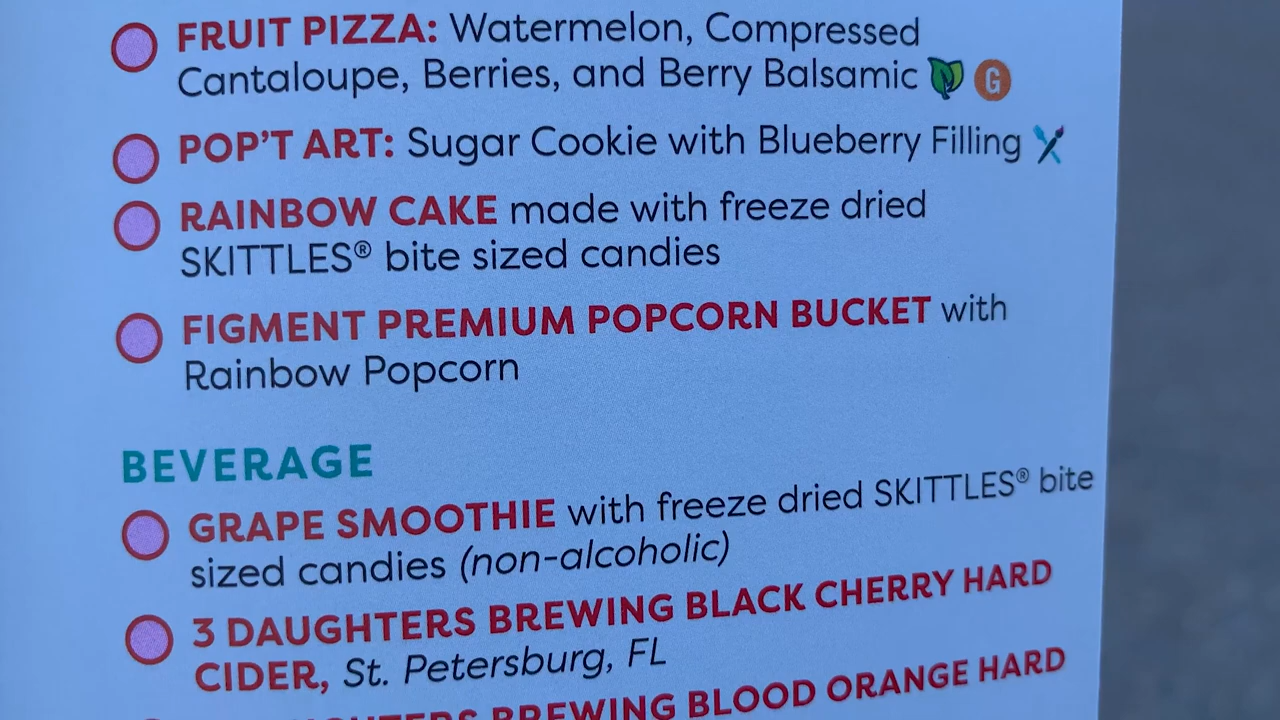 FRUIT PIZZA: Watermelon, Compressed
Cantaloupe, Berries, and Berry Balsamic G
POP'T ART: Sugar Cookie with Blueberry Filling
RAINBOW CAKE made with freeze dried
SKITTLES® bite sized candies
FIGMENT PREMIUM POPCORN BUCKET with
Rainbow Popcorn
BEVERAGE
GRAPE SMOOTHIE with freeze dried SKITTLES® bite
sized candies (non-alcoholic)
3 DAUGHTERS BREWING BLACK CHERRY HARD
CIDER, St. Petersburg, FL
BREWING BLOOD ORANGE HARD